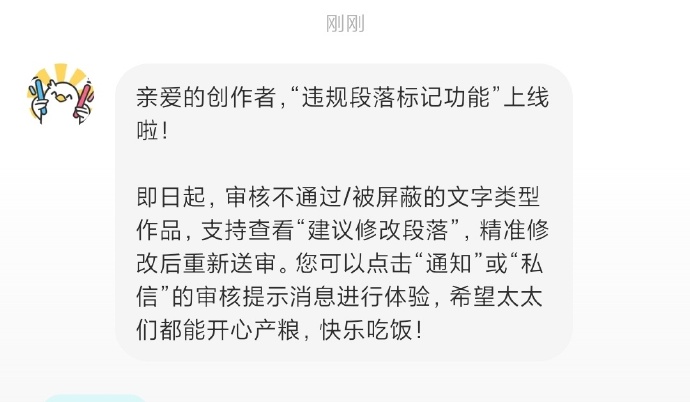 刚刚
亲爱的创作者，“违规段落标记功能”上线
啦！
即日起，审核不通过/被屏蔽的文字类型
作品，支持查看“建议修改段落”，精准修
改后重新送审。您可以点击“通知”或“私
信”的审核提示消息进行体验，希望太太
们都能开心产粮，快乐吃饭！